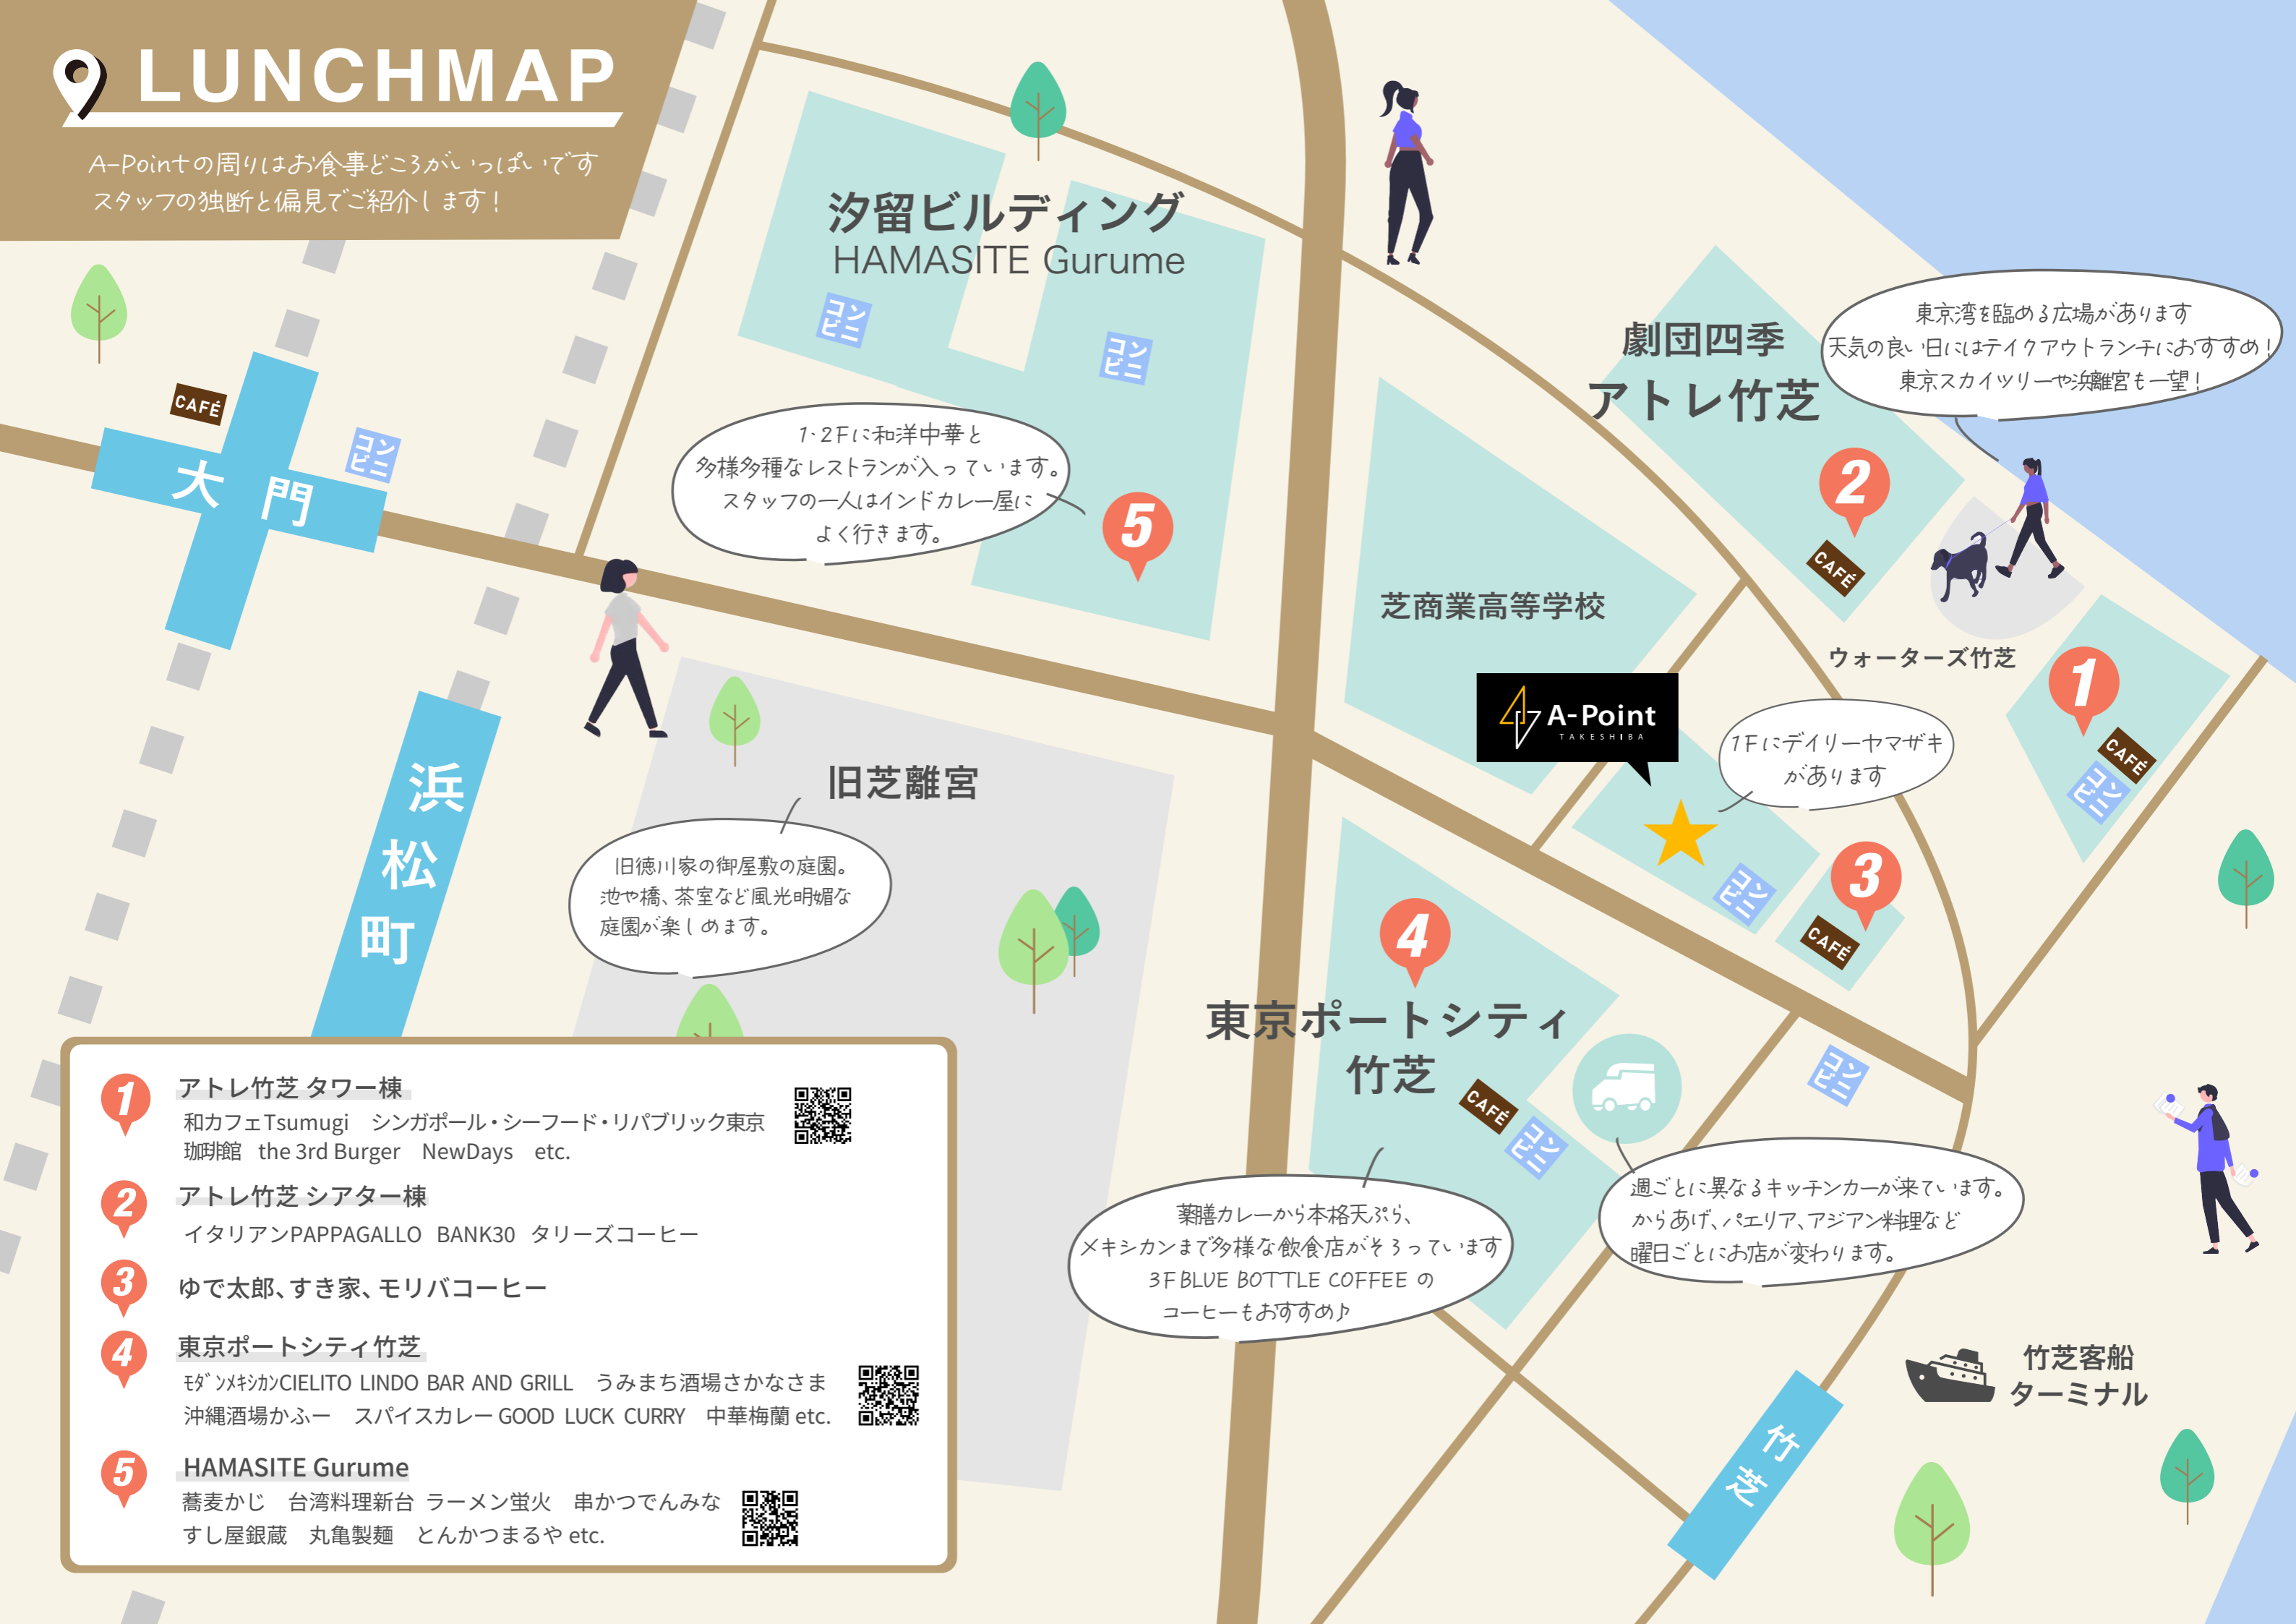 LUNCHMAP
A-Pointの周りはお食事どころがいっぱいです
スタッフの独断と偏見でご紹介します！
汐留ビルディング
HAMASITE Gurume
コン
ビニ
コン
ビニ
1・2Fに和洋中華と
多様多種なレストランが入っています。
スタッフの一人はインドカレー屋に
よく行きます。
5
CAFÉ
コン
ビニ
大門
浜松町
劇団四季
アトレ竹芝
東京湾を臨める広場があります
天気の良い日にはテイクアウトランチにおすすめ！
東京スカイツリーや浜離宮も一望！
2
CAFÉ
芝商業高等学校
ウォーターズ竹芝
1
CAFÉ
コン
ビニ
A-Point
TAKESHIBA
1Fにデイリーヤマザキ
があります
コン
ビニ
3
CAFÉ
旧芝離宮
旧徳川家の御屋敷の庭園。
池や橋、茶室など風光明媚な
庭園が楽しめます。
4
東京ポートシティ
竹芝
CAFÉ
コン
ビニ
コン
ビニ
薬膳カレーから本格天ぷら、
メキシカンまで多様な飲食店がそろっています
3F BLUE BOTTLE COFFEE の
コーヒーもおすすめ♪
週ごとに異なるキッチンカーが来ています。
からあげ、パエリア、アジアン料理など
曜日ごとにお店が変わります。
竹芝客船
ターミナル
竹芝
1 アトレ竹芝 タワー棟
和カフェTsumugi　シンガポール・シーフード・リパブリック東京
珈琲館　the 3rd Burger　NewDays　etc.
2 アトレ竹芝 シアター棟
イタリアンPAPPAGALLO　BANK30　タリーズコーヒー
3 ゆで太郎、すき家、モリバコーヒー
4 東京ポートシティ竹芝
ﾓﾀﾞﾝﾒｷｼｶﾝCIELITO LINDO BAR AND GRILL　うみまち酒場さかなさま
沖縄酒場かふー　スパイスカレー GOOD LUCK CURRY　中華梅蘭 etc.
5 HAMASITE Gurume
蕎麦かじ　台湾料理新台　ラーメン蛍火　串かつでんみな
すし屋銀蔵　丸亀製麺　とんかつまるや etc.